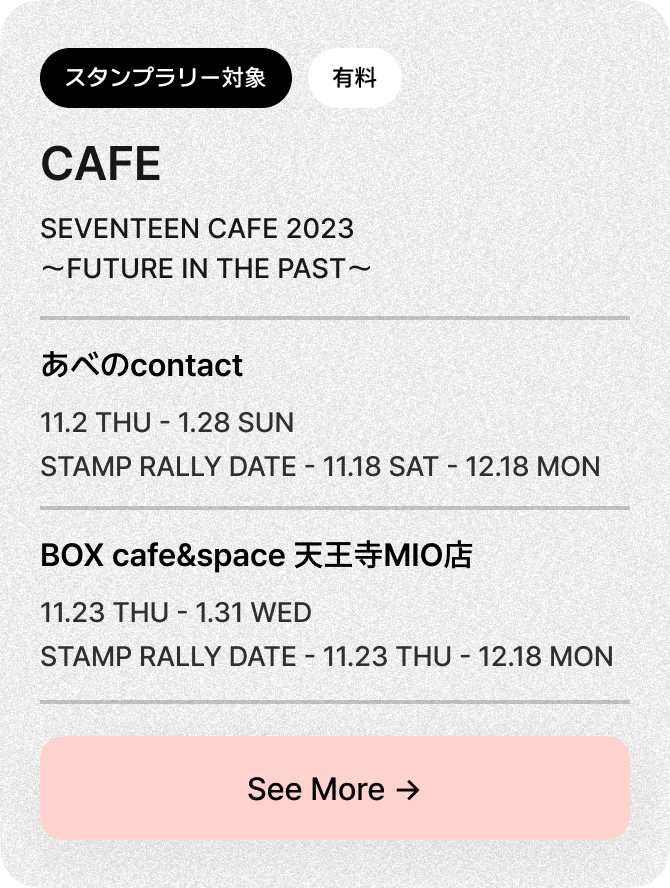 スタンプラリー対象
有料
CAFE
SEVENTEEN CAFE 2023
〜FUTURE IN THE PAST〜
あべのcontact
11.2 THU - 1.28 SUN
STAMP RALLY DATE - 11.18 SAT - 12.18 MON
BOX cafe&space 天王寺MIO店
11.23 THU - 1.31 WED
STAMP RALLY DATE - 11.23 THU - 12.18 MON
See More →